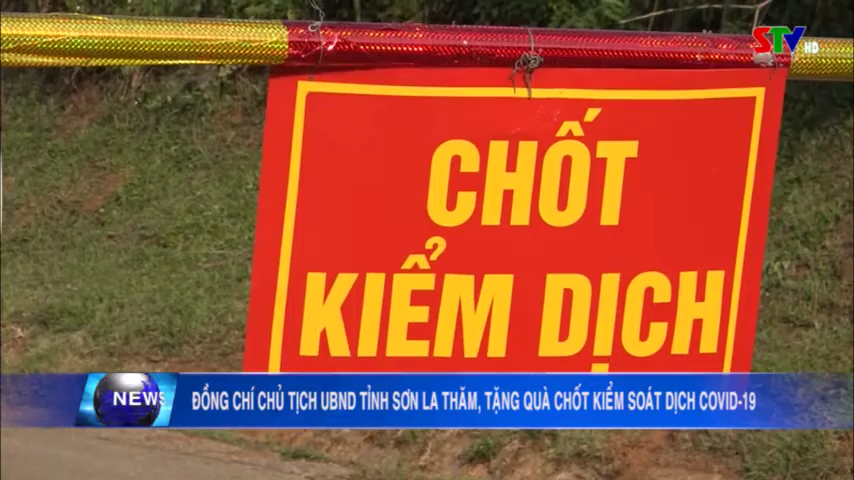 STV HD
CHỐT
KIỂM DỊCH
NEWS
ĐỒNG CHÍ CHỦ TỊCH UBND TỈNH SƠN LA THĂM, TẶNG QUÀ CHỐT KIỂM SOÁT DỊCH COVID-19